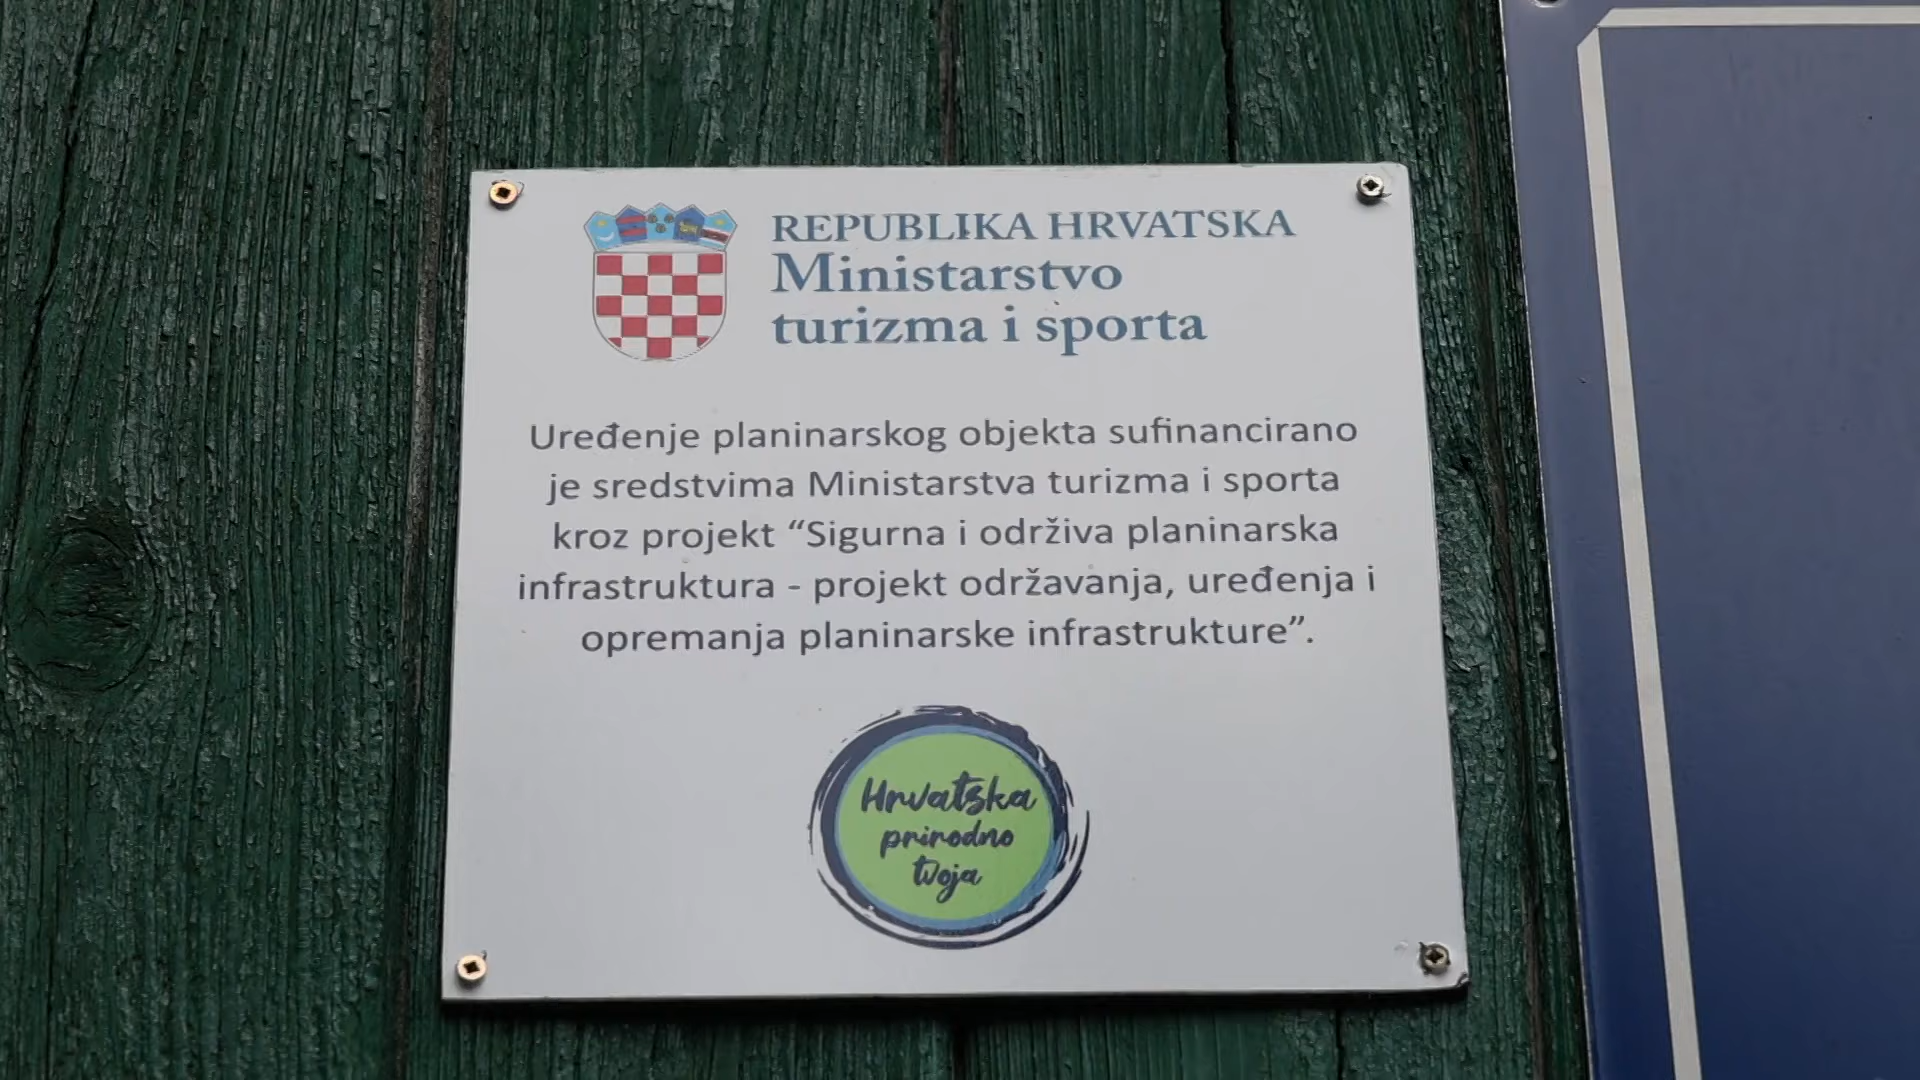 REPUBLIKA HRVATSKA
Ministarstvo
turizma i sporta
Uređenje planinarskog objekta sufinancirano
je sredstvima Ministarstva turizma i sporta
kroz projekt “Sigurna i održiva planinarska
infrastruktura - projekt održavanja, uređenja i
opremanja planinarske infrastrukture”.
Hrvatska
prirodno
tvoja